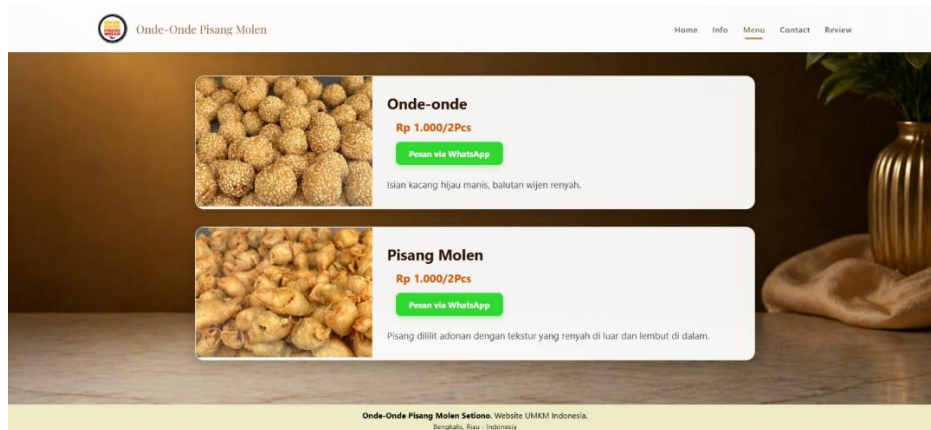 Onde-Onde Pisang Molen
Home Info Menu Contact Review
Onde-onde
Rp 1.000/2Pcs
Pesan via WhatsApp
Isian kacang hijau manis, balutan wijen renyah.
Pisang Molen
Rp 1.000/2Pcs
Pesan via WhatsApp
Pisang dililit adonan dengan tekstur yang renyah di luar dan lembut di dalam.
Onde-Onde Pisang Molen Setiono. Website UMKM Indonesia.
Bengkalis, Riau - Indonesia